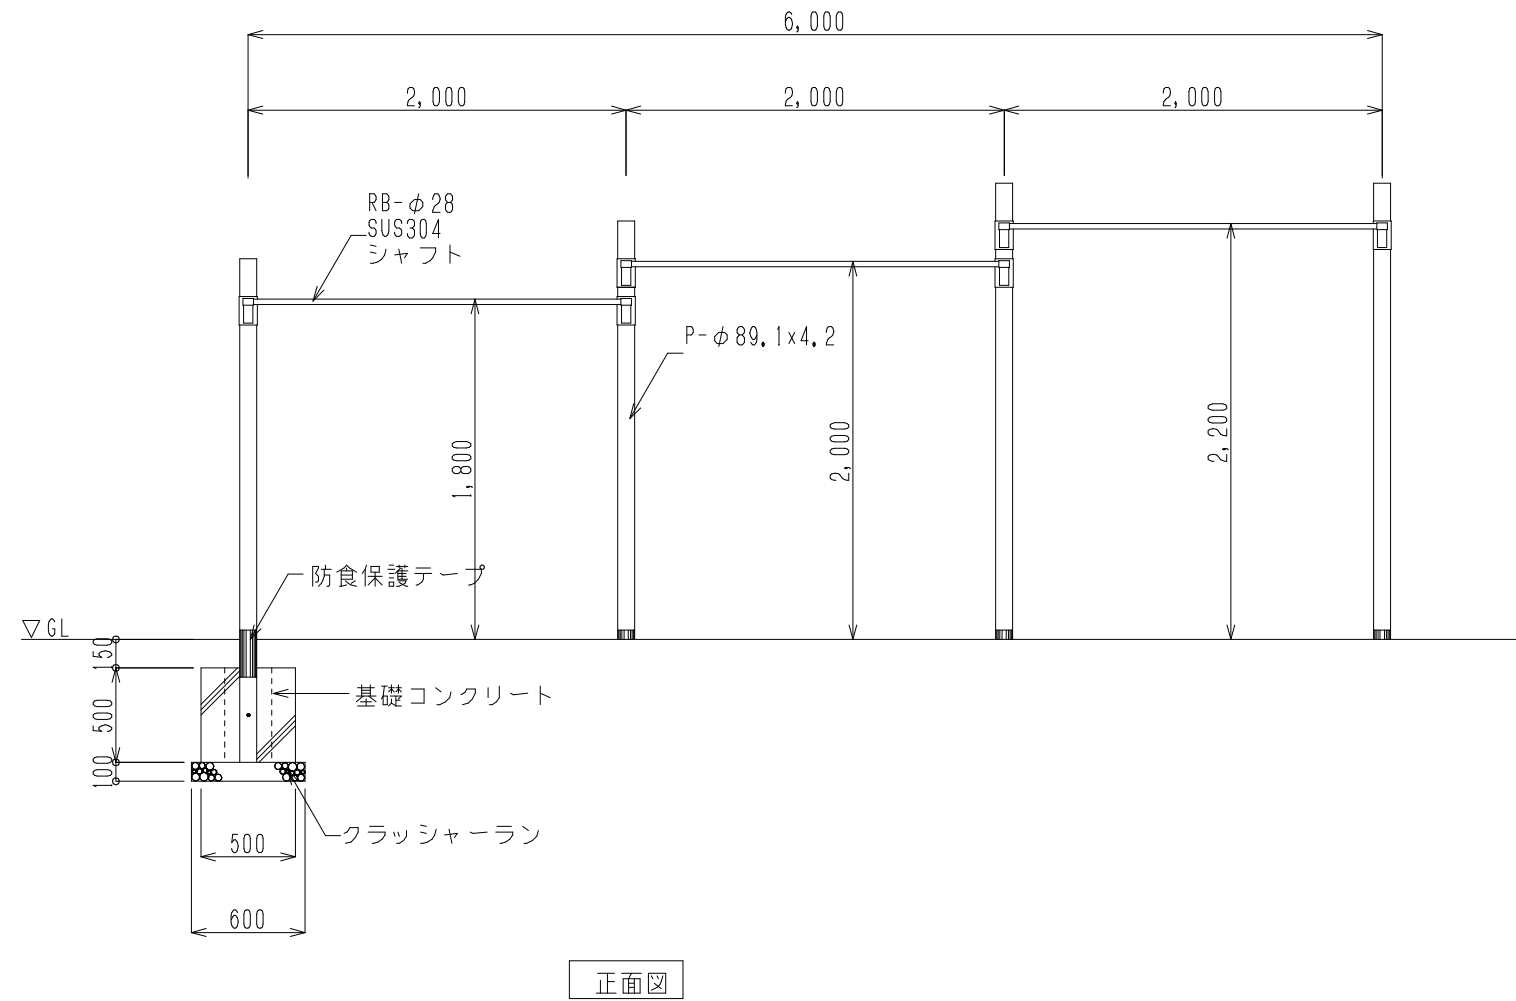 6,000
2,000
2,000
2,000
RB-φ28
SUS304
シャフト
P-φ89.1x4.2
1,800
2,000
2,200
防食保護テープ
▽GL
150
500
100
基礎コンクリート
クラッシャーラン
500
600
正面図